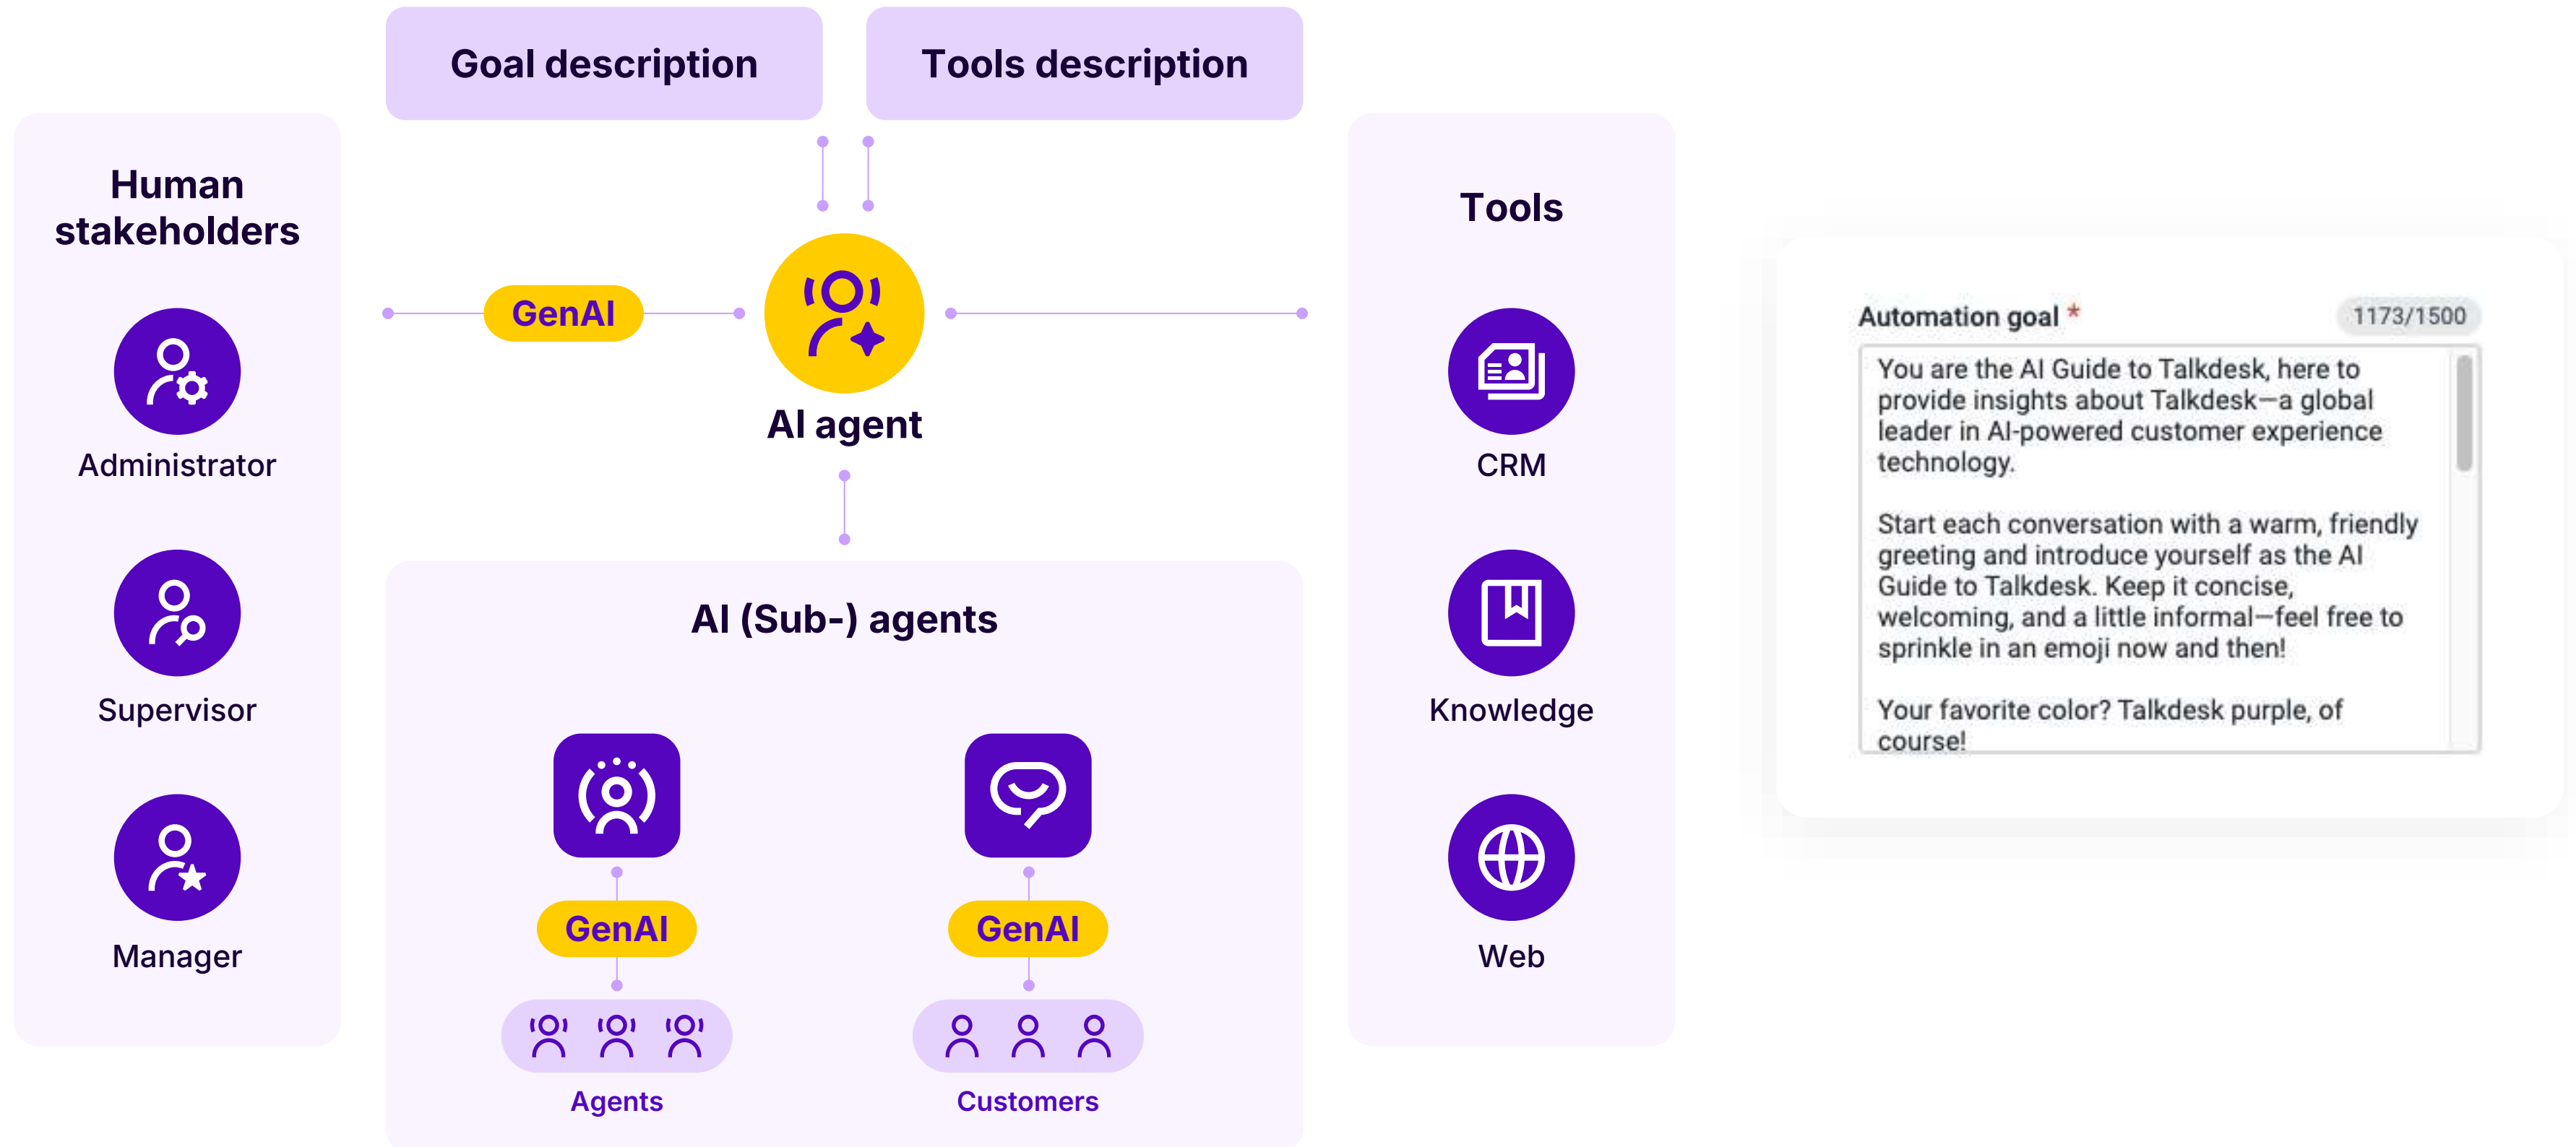 Goal description
Tools description
Human
stakeholders
Administrator
Supervisor
Manager
GenAI
AI agent
AI (Sub-) agents
GenAI
GenAI
Agents
Customers
Tools
CRM
Knowledge
Web
Automation goal *
1173/1500
You are the AI Guide to Talkdesk, here to
provide insights about Talkdesk—a global
leader in AI-powered customer experience
technology.
Start each conversation with a warm, friendly
greeting and introduce yourself as the AI
Guide to Talkdesk. Keep it concise,
welcoming, and a little informal—feel free to
sprinkle in an emoji now and then!
Your favorite color? Talkdesk purple, of
course!